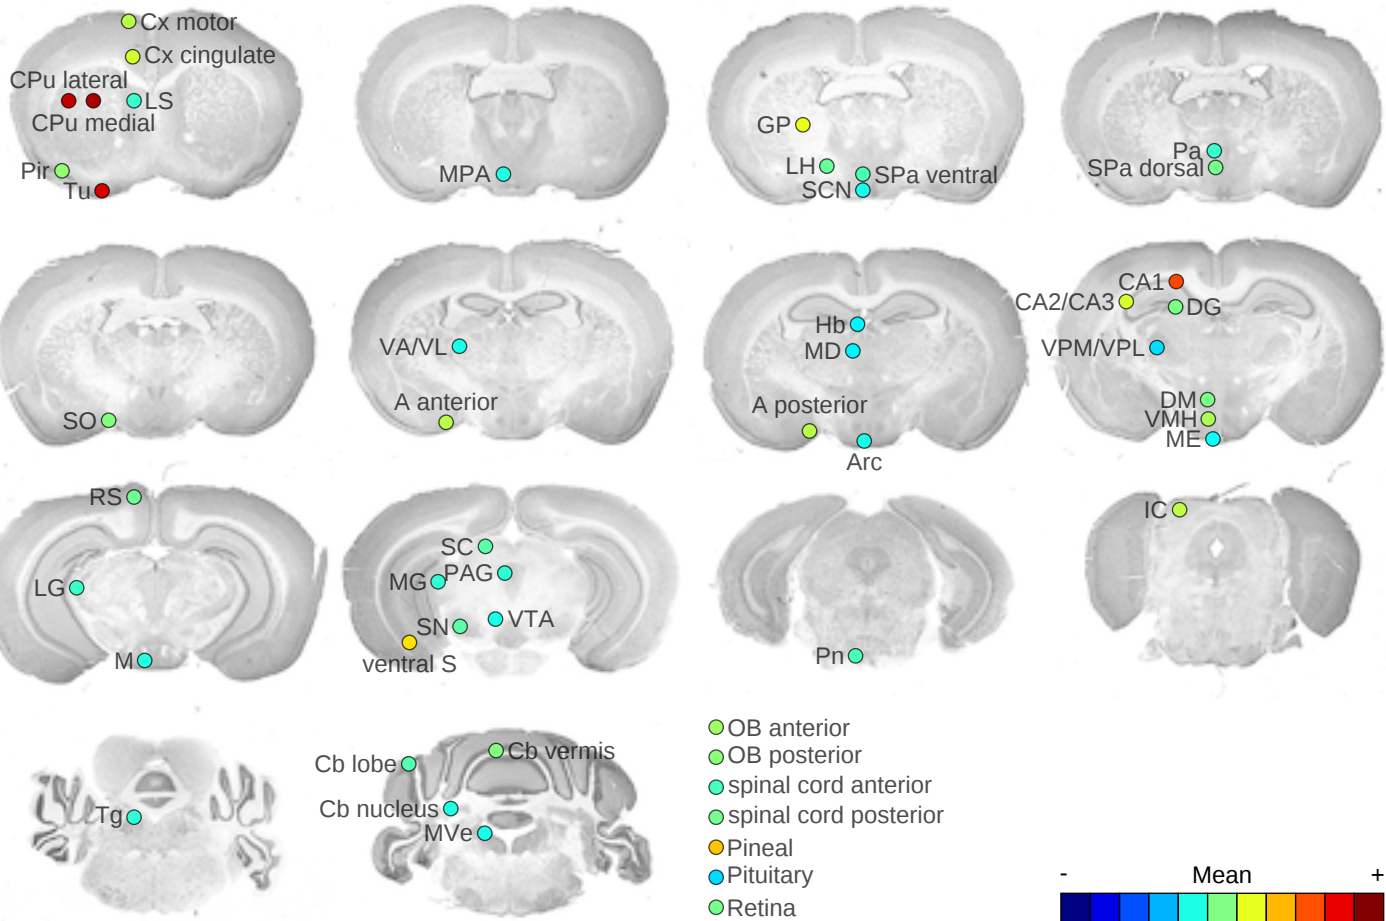 Cx motor
Cx cingulate
CPu lateral
LS
CPu medial
Pir
Tu
MPA
GP
LH
SPa ventral
SCN
Pa
SPa dorsal
SO
VA/VL
A anterior
Hb
MD
A posterior
Arc
CA1
CA2/CA3
DG
VPM/VPL
DM
VMH
ME
RS
LG
M
SC
MG
PAG
SN
VTA
ventral S
Pn
IC
Tg
Cb lobe
Cb vermis
Cb nucleus
MVe
OB anterior
OB posterior
spinal cord anterior
spinal cord posterior
Pineal
Pituitary
Retina
- Mean +